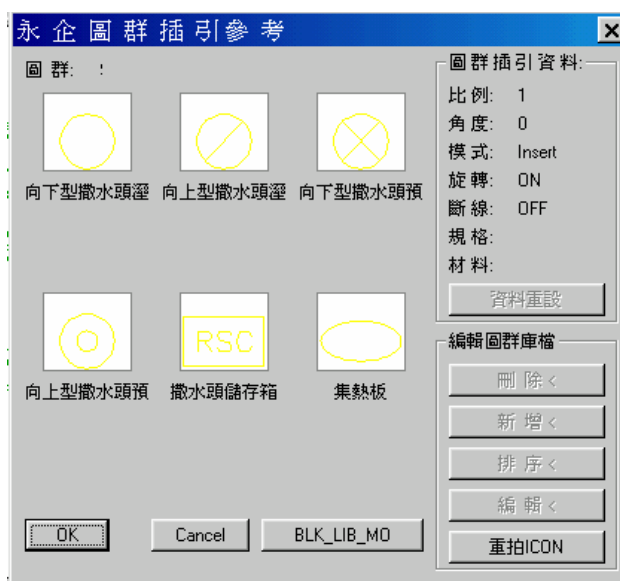 永企圖群插引參考
圖 群: :
向下型撒水頭溼
向上型撒水頭溼
向下型撒水頭預
RSC
向上型撒水頭預
撒水頭儲存箱
集熱板
OK
Cancel
BLK_LIB_MO
圖群插引資料:
比 例: 1
角 度: 0
模 式: Insert
旋 轉: ON
斷 線: OFF
規 格:
材 料:
資料重設
編輯圖群庫檔
刪 除 <
新 增 <
排 序 <
編 輯 <
重拍ICON